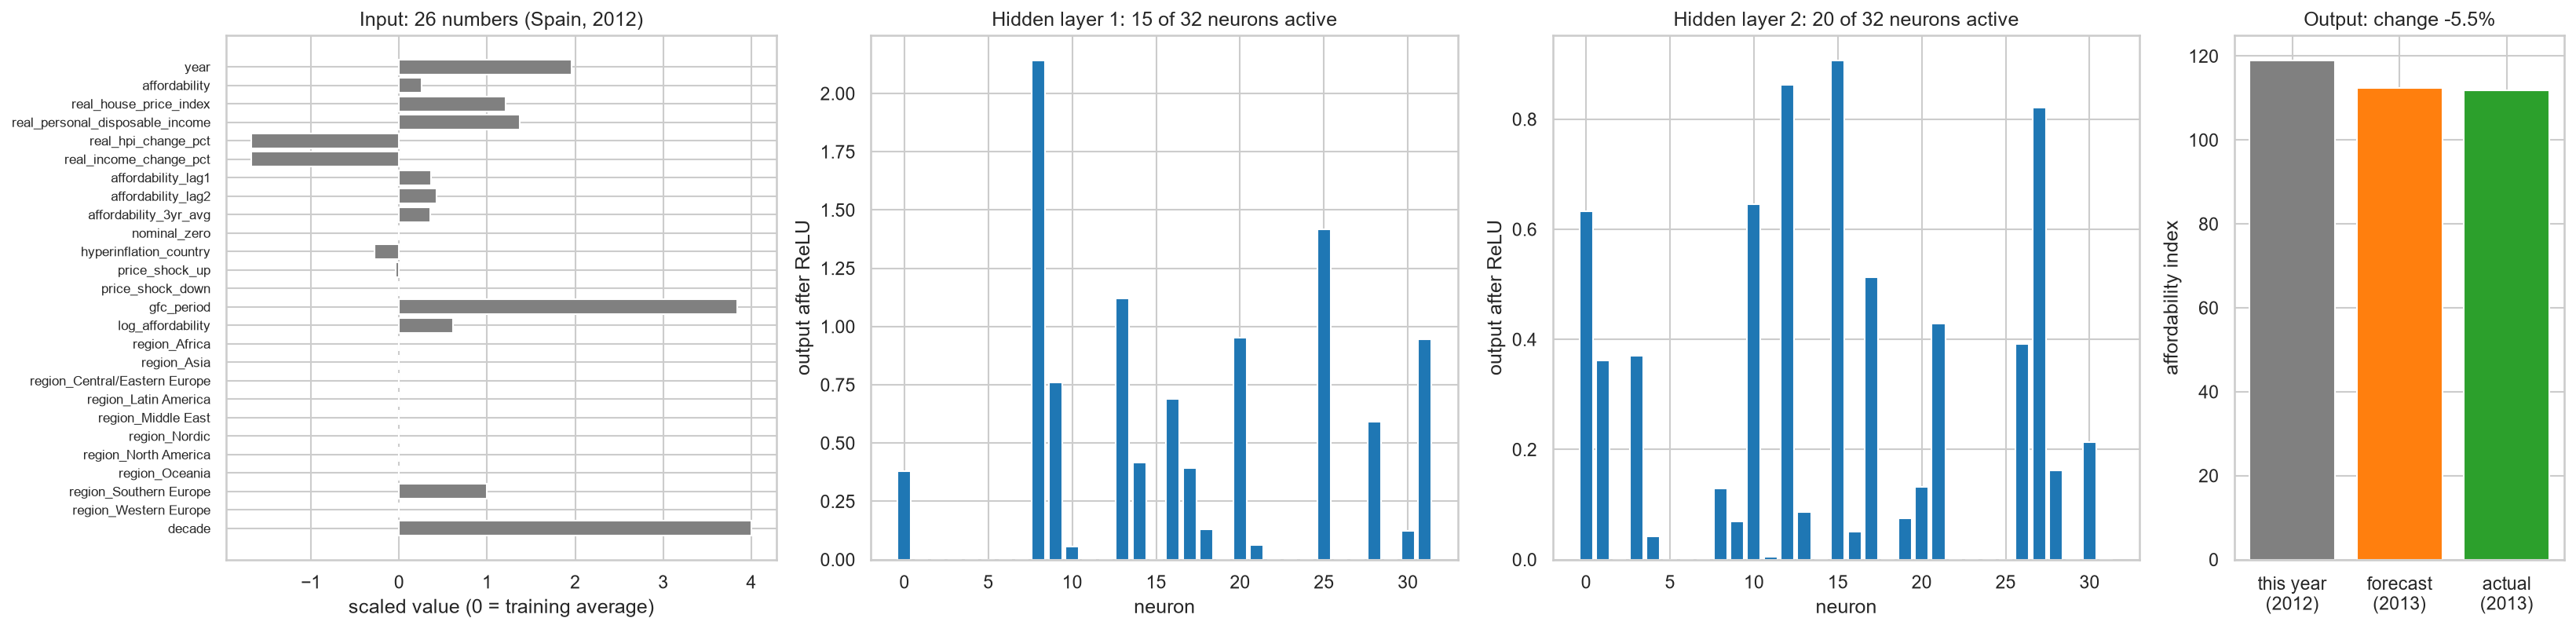 Input: 26 numbers (Spain, 2012)
year
affordability
real_house_price_index
real_personal_disposable_income
real_hpi_change_pct
real_income_change_pct
affordability_lag1
affordability_lag2
affordability_3yr_avg
nominal_zero
hyperinflation_country
price_shock_up
price_shock_down
gfc_period
log_affordability
region_Africa
region_Asia
region_Central/Eastern Europe
region_Latin America
region_Middle East
region_Nordic
region_North America
region_Oceania
region_Southern Europe
region_Western Europe
decade
−1 0 1 2 3 4
scaled value (0 = training average)
Hidden layer 1: 15 of 32 neurons active
output after ReLU
2.00
1.75
1.50
1.25
1.00
0.75
0.50
0.25
0.00
0 5 10 15 20 25 30
neuron
Hidden layer 2: 20 of 32 neurons active
output after ReLU
0.8
0.6
0.4
0.2
0.0
0 5 10 15 20 25 30
neuron
Output: change -5.5%
affordability index
120
100
80
60
40
20
0
this year
(2012)
forecast
(2013)
actual
(2013)